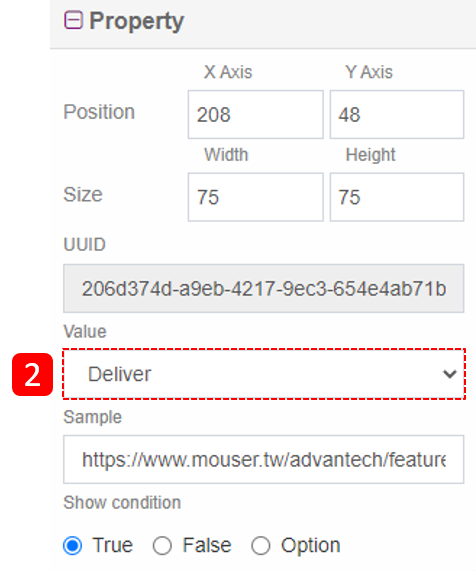 Property
X Axis Y Axis
Position 208 48
Width Height
Size 75 75
UUID
206d374d-a9eb-4217-9ec3-654e4ab71b
Value
2 Deliver
Sample
https://www.mouser.tw/advantech/feature
Show condition
True False Option